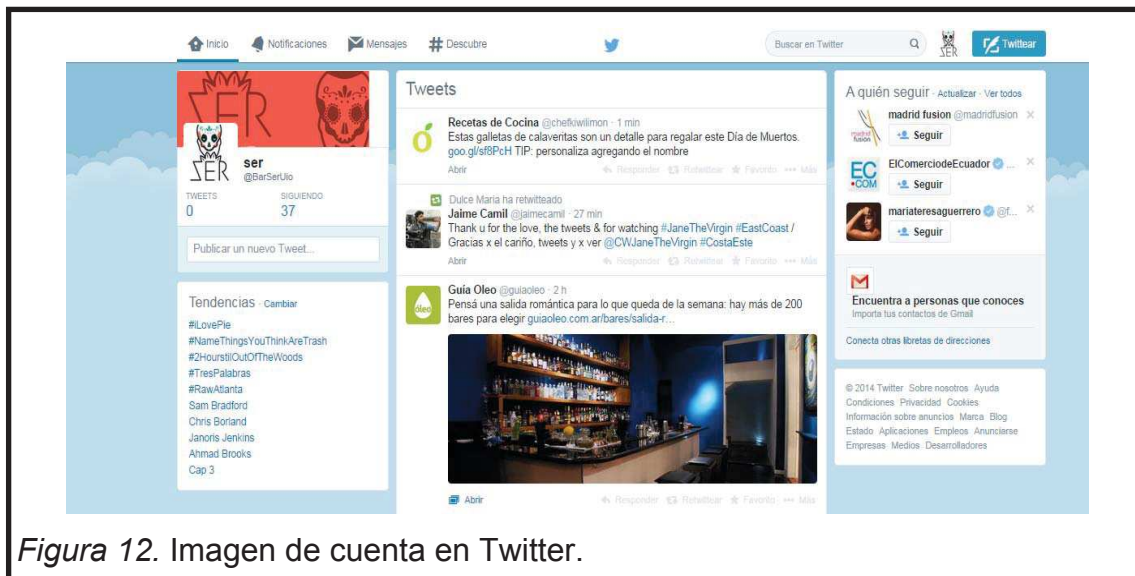 Inicio Notificaciones Mensajes # Descubre Buscar en Twitter ZER Twittear
ZER
ZER
ser
@BarSerUio
TWEETS SIGUIENDO
0 37
Publicar un nuevo Tweet...
Tendencias · Cambiar
#ILovePie
#NameThingsYouThinkAreTrash
#2HourstilOutOfTheWoods
#TresPalabras
#RawAtlanta
Sam Bradford
Chris Borland
Janoris Jenkins
Ahmad Brooks
Cap 3
Tweets
Recetas de Cocina @chefkiwilimon · 1 min
Estas galletas de calaveritas son un detalle para regalar este Día de Muertos.
goo.gl/sf8PcH TIP: personaliza agregando el nombre
Abrir Responder Retwittear Favorito Más
Dulce Maria ha retwitteado
Jaime Camil @jaimecamil · 27 min
Thank u for the love, the tweets & for watching #JaneTheVirgin #EastCoast /
Gracias x el cariño, tweets y x ver @CWJaneTheVirgin #CostaEste
Abrir Responder Retwittear Favorito Más
óleo
Guía Oleo @guiaoleo · 2 h
Pensá una salida romántica para lo que queda de la semana: hay más de 200
bares para elegir guiaoleo.com.ar/bares/salida-r...
Abrir Responder Retwittear Favorito Más
A quién seguir · Actualizar · Ver todos
madrid fusion
madrid fusion @madridfusion
Seguir
EC
.COM
ElComerciodeEcuador @...
Seguir
mariateresaguerrero @f...
Seguir
Encuentra a personas que conoces
Importa tus contactos de Gmail
Conecta otras libretas de direcciones
© 2014 Twitter Sobre nosotros Ayuda
Condiciones Privacidad Cookies
Información sobre anuncios Marca Blog
Estado Aplicaciones Empleos Anunciarse
Empresas Medios Desarrolladores
Figura 12. Imagen de cuenta en Twitter.